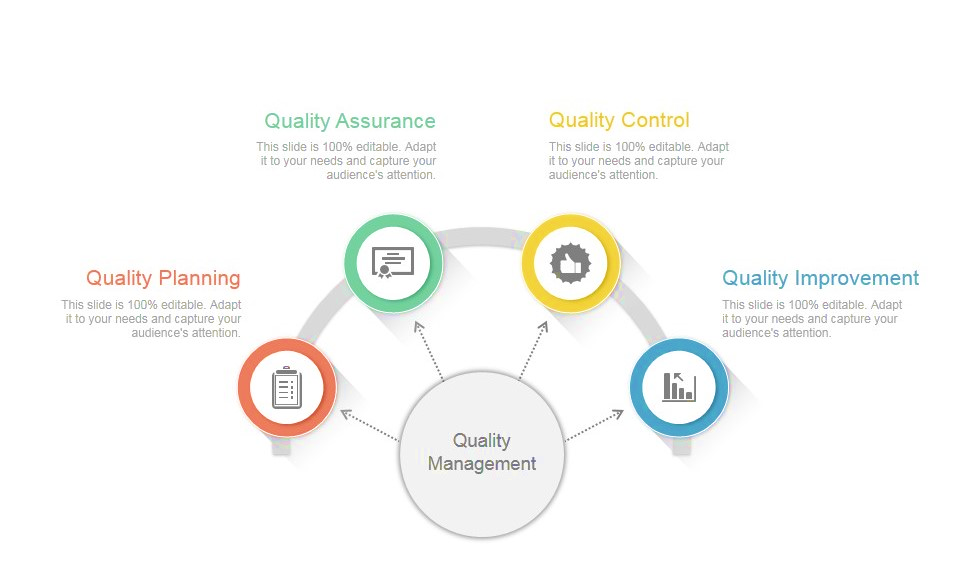 Quality Assurance
This slide is 100% editable. Adapt
it to your needs and capture your
audience's attention.
Quality Control
This slide is 100% editable. Adapt
it to your needs and capture your
audience's attention.
Quality Planning
This slide is 100% editable. Adapt
it to your needs and capture your
audience's attention.
Quality Improvement
This slide is 100% editable. Adapt
it to your needs and capture your
audience's attention.
Quality
Management